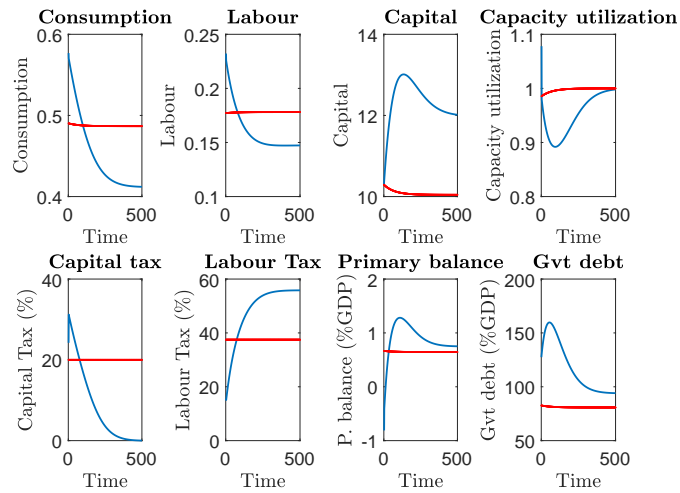 Consumption
0.6
0.5
0.4
0
500
Consumption
Time
Labour
0.25
0.2
0.15
0.1
0
500
Labour
Time
Capital
14
12
10
0
500
Capital
Time
Capacity utilization
1.1
1
0.9
0.8
0
500
Capacity utilization
Time
Capital tax
40
20
0
0
500
Capital Tax (%)
Time
Labour Tax
60
40
20
0
0
500
Labour Tax (%)
Time
Primary balance
2
1
0
-1
0
500
P. balance (%GDP)
Time
Gvt debt
200
150
100
50
0
500
Gvt debt (%GDP)
Time